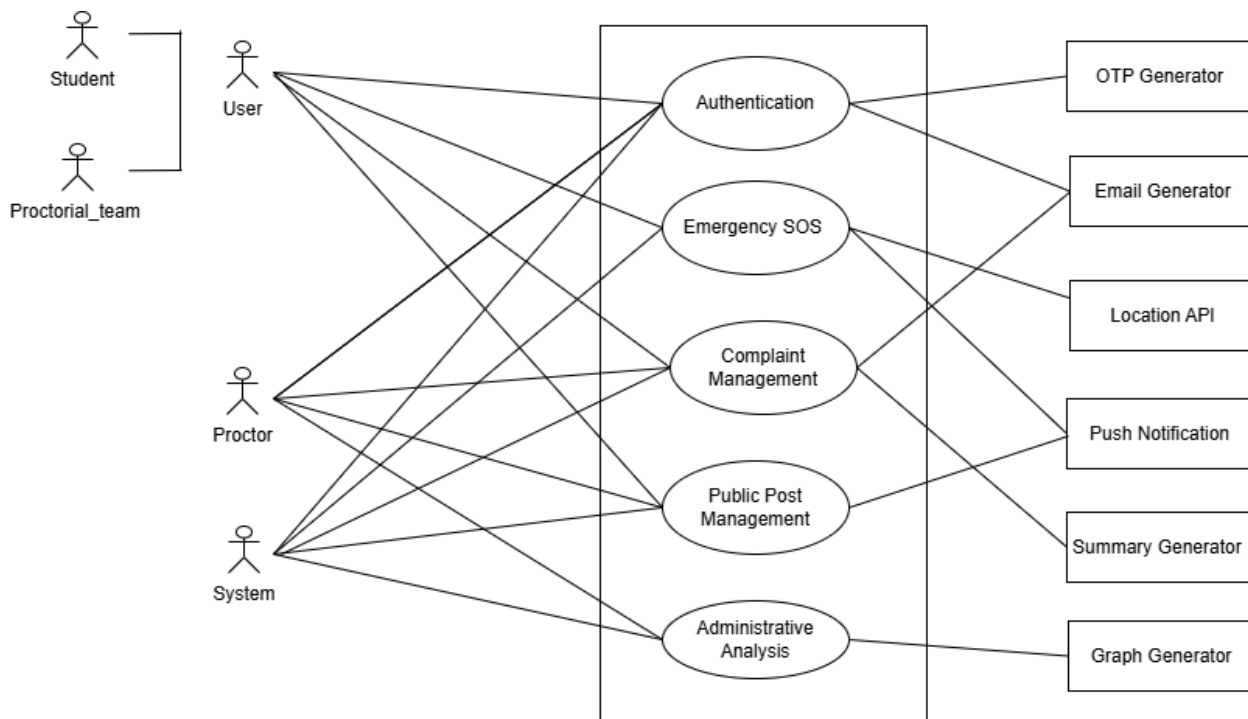 Student
Proctorial_team
User
Proctor
System
Authentication
Emergency SOS
Complaint
Management
Public Post
Management
Administrative
Analysis
OTP Generator
Email Generator
Location API
Push Notification
Summary Generator
Graph Generator